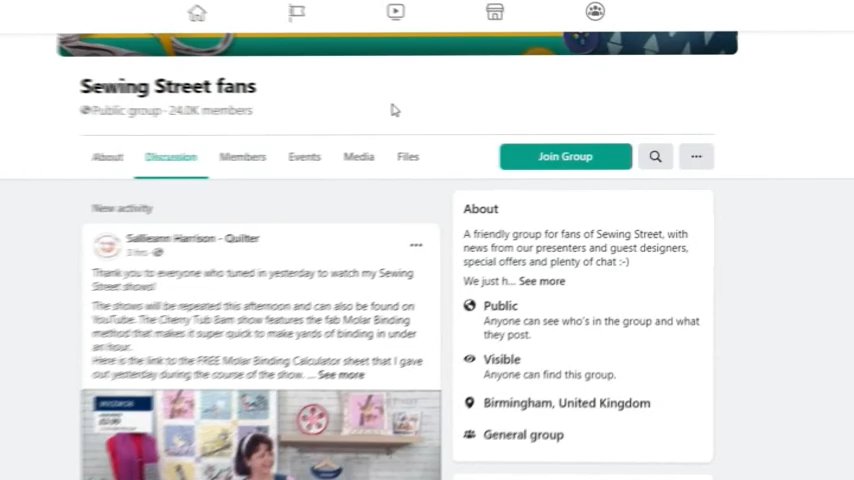 Sewing Street fans
Public group · 24.0K members
About
Discussion
Members
Events
Media
Files
Join Group
New activity
Sallieann Harrison - Quilter
3 hrs ·
Thank you to everyone who tuned in yesterday to watch my Sewing
Street shows!
The shows will be repeated this afternoon and can also be found on
YouTube. The Cherry Tub Bam show features the fab Molar Binding
method that makes it super quick to make yards of binding in under
an hour.
Here is the link to the FREE Molar Binding Calculator sheet that I gave
out yesterday during the course of the show. ... See more
About
A friendly group for fans of Sewing Street, with
news from our presenters and guest designers,
special offers and plenty of chat :-)
We just h... See more
Public
Anyone can see who's in the group and what
they post.
Visible
Anyone can find this group.
Birmingham, United Kingdom
General group